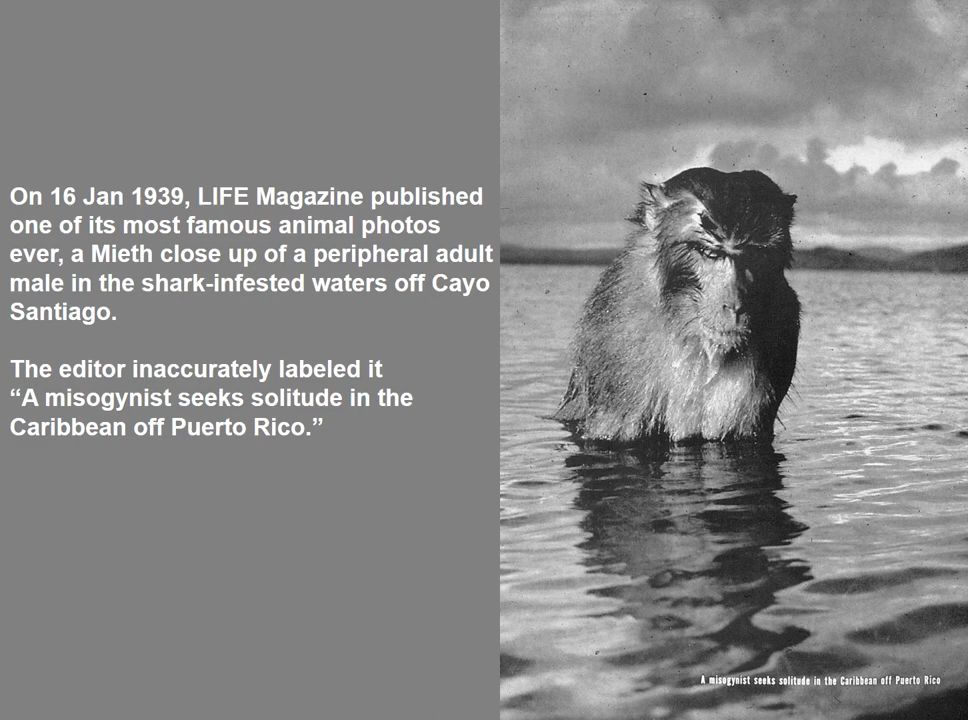 On 16 Jan 1939, LIFE Magazine published
one of its most famous animal photos
ever, a Mieth close up of a peripheral adult
male in the shark-infested waters off Cayo
Santiago.
The editor inaccurately labeled it
“A misogynist seeks solitude in the
Caribbean off Puerto Rico.”
A misogynist seeks solitude in the Caribbean off Puerto Rico